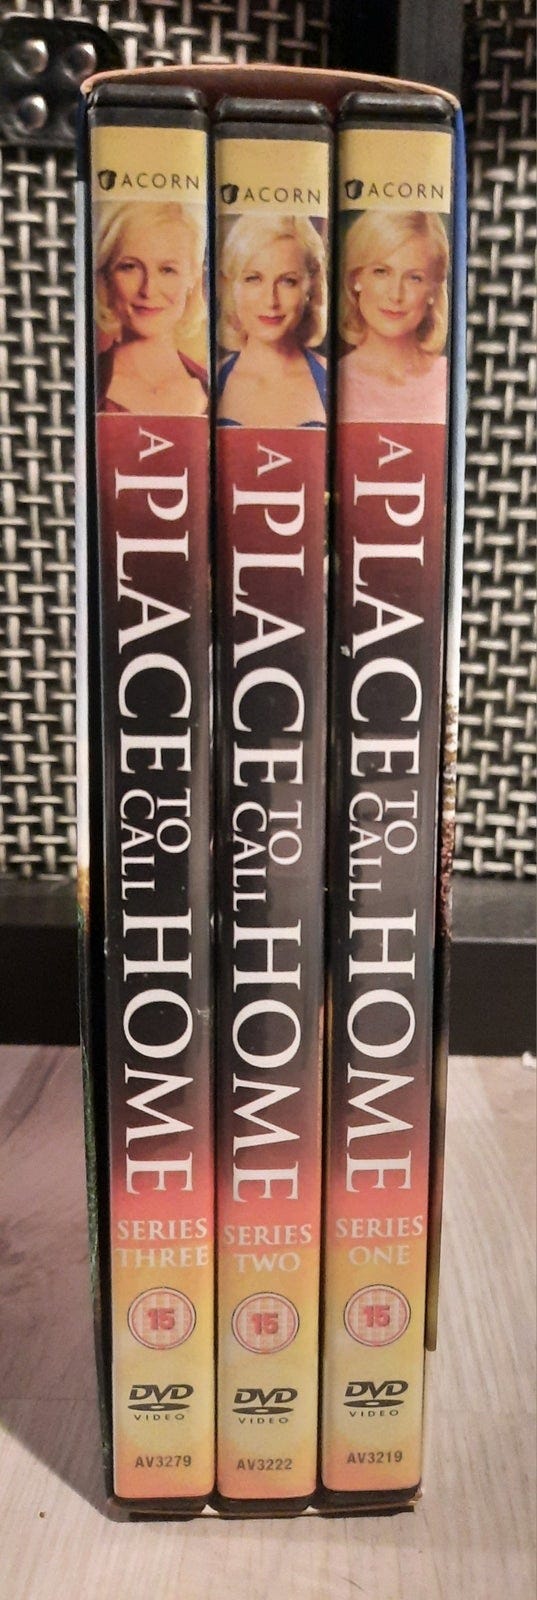 ACORN
A PLACE TO CALL HOME
SERIES
THREE
15
DVD
VIDEO
AV3279
ACORN
A PLACE TO CALL HOME
SERIES
TWO
15
DVD
VIDEO
AV3222
ACORN
A PLACE TO CALL HOME
SERIES
ONE
15
DVD
VIDEO
AV3219